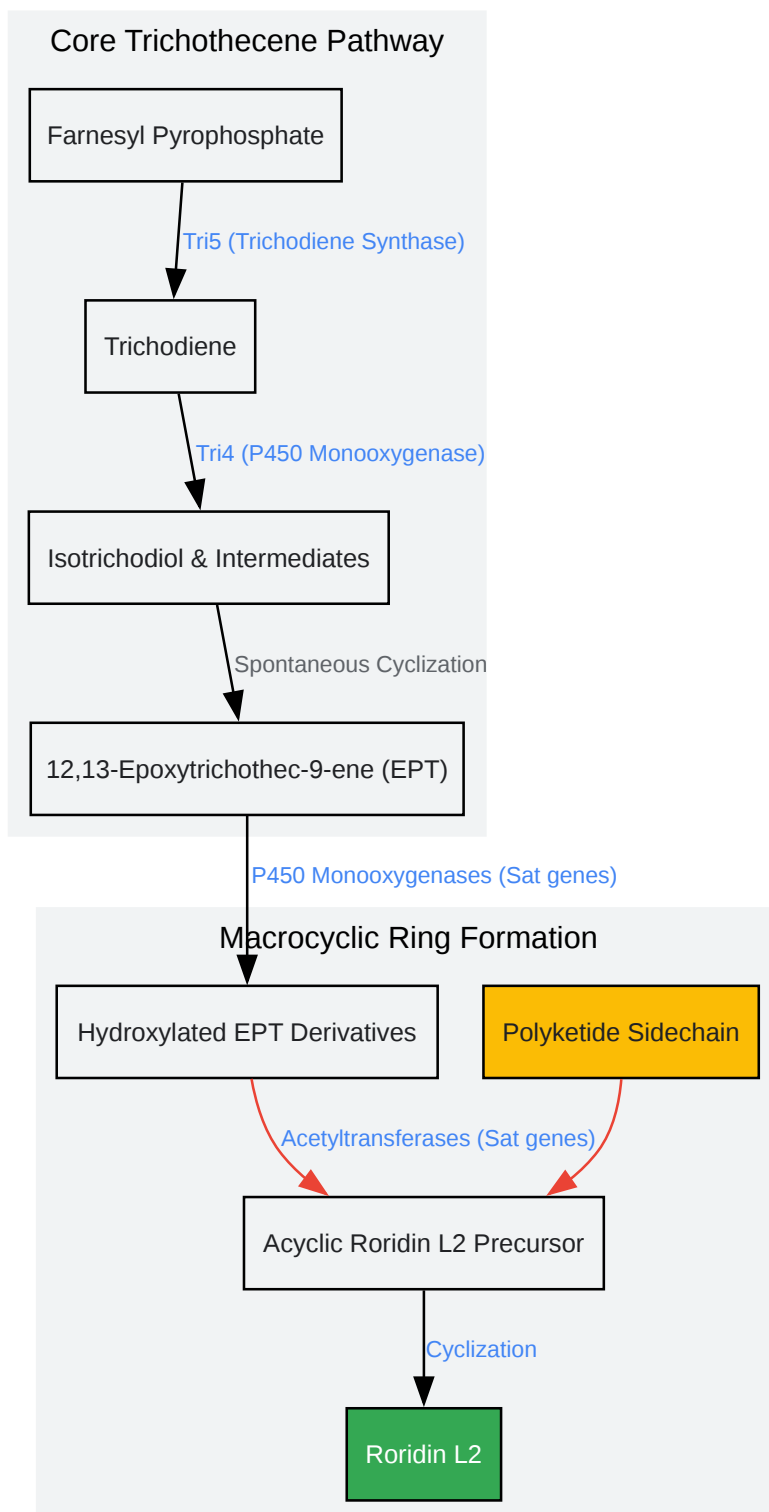 Core Trichothecene Pathway
Farnesyl Pyrophosphate
Tri5 (Trichodiene Synthase)
Trichodiene
Tri4 (P450 Monooxygenase)
Isotrichodiol & Intermediates
Spontaneous Cyclization
12,13-Epoxytrichothec-9-ene (EPT)
P450 Monooxygenases (Sat genes)
Macrocyclic Ring Formation
Hydroxylated EPT Derivatives
Polyketide Sidechain
Acetyltransferases (Sat genes)
Acyclic Roridin L2 Precursor
Cyclization
Roridin L2